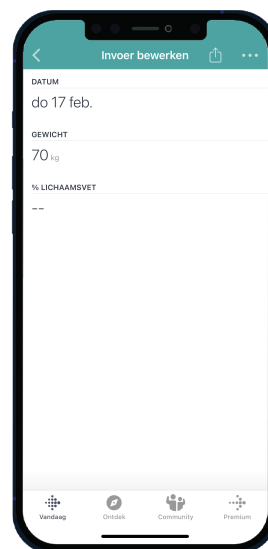 Invoer bewerken
DATUM
do 17 feb.
GEWICHT
70 kg
% LICHAAMSVET
--
Vandaag Ontdek Community Premium